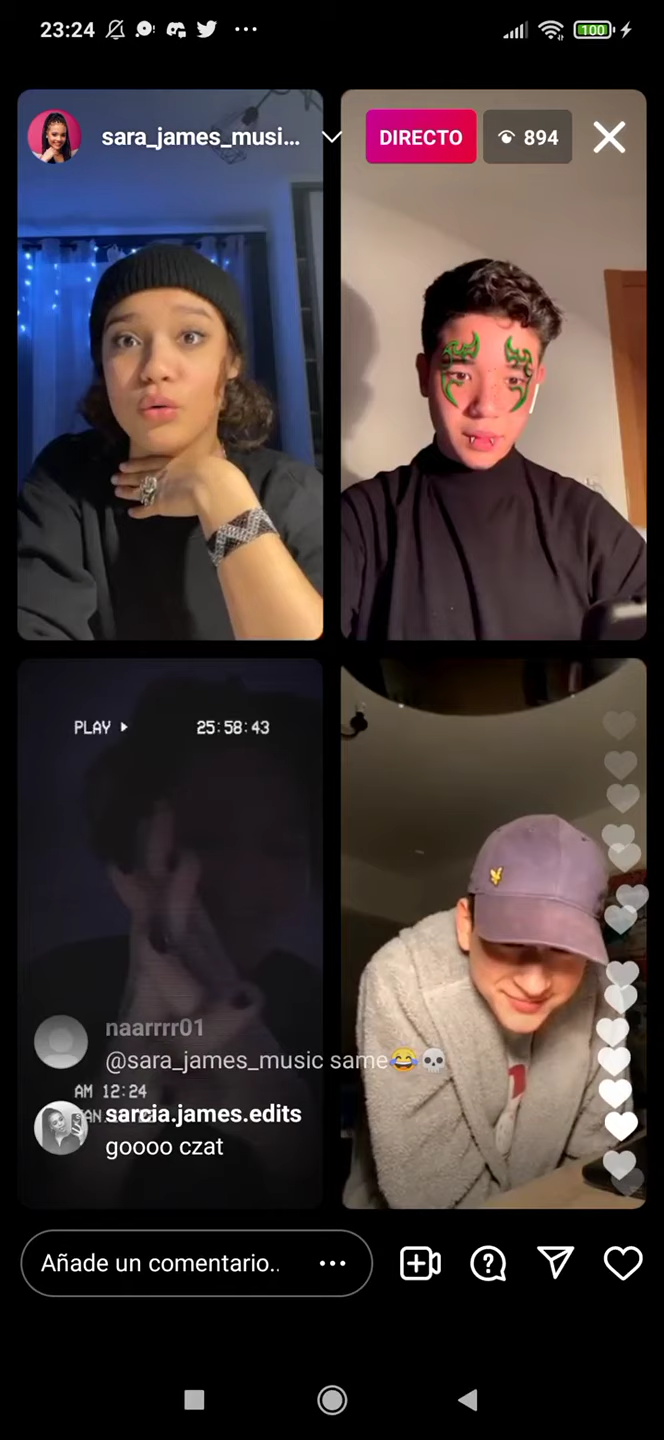 23:24
100
sara_james_musi...
DIRECTO
894
PLAY
25:58:43
naarrrr01
@sara_james_music same😂💀
AM 12:24
sarcia.james.edits
goooo czat
Añade un comentario..